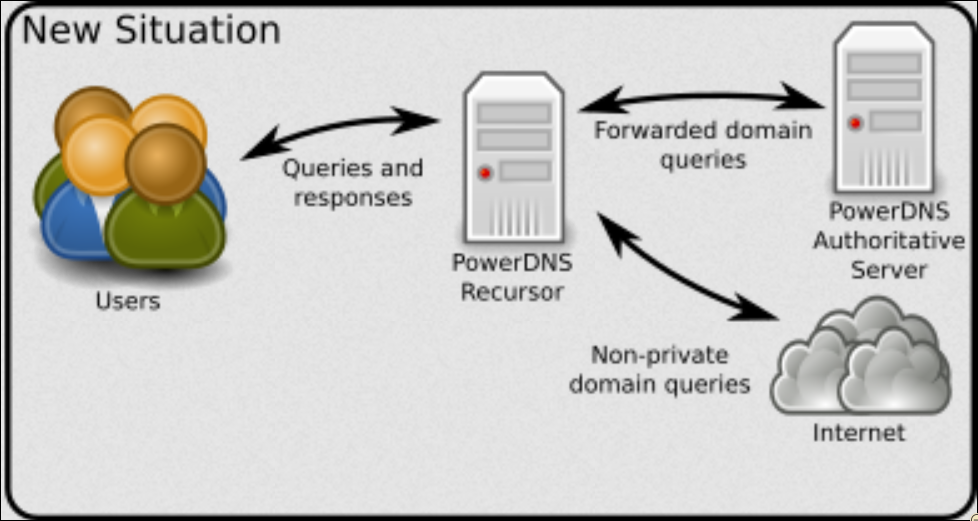 New Situation
Queries and
responses
Users
PowerDNS
Recursor
Forwarded domain
queries
PowerDNS
Authoritative
Server
Non-private
domain queries
Internet